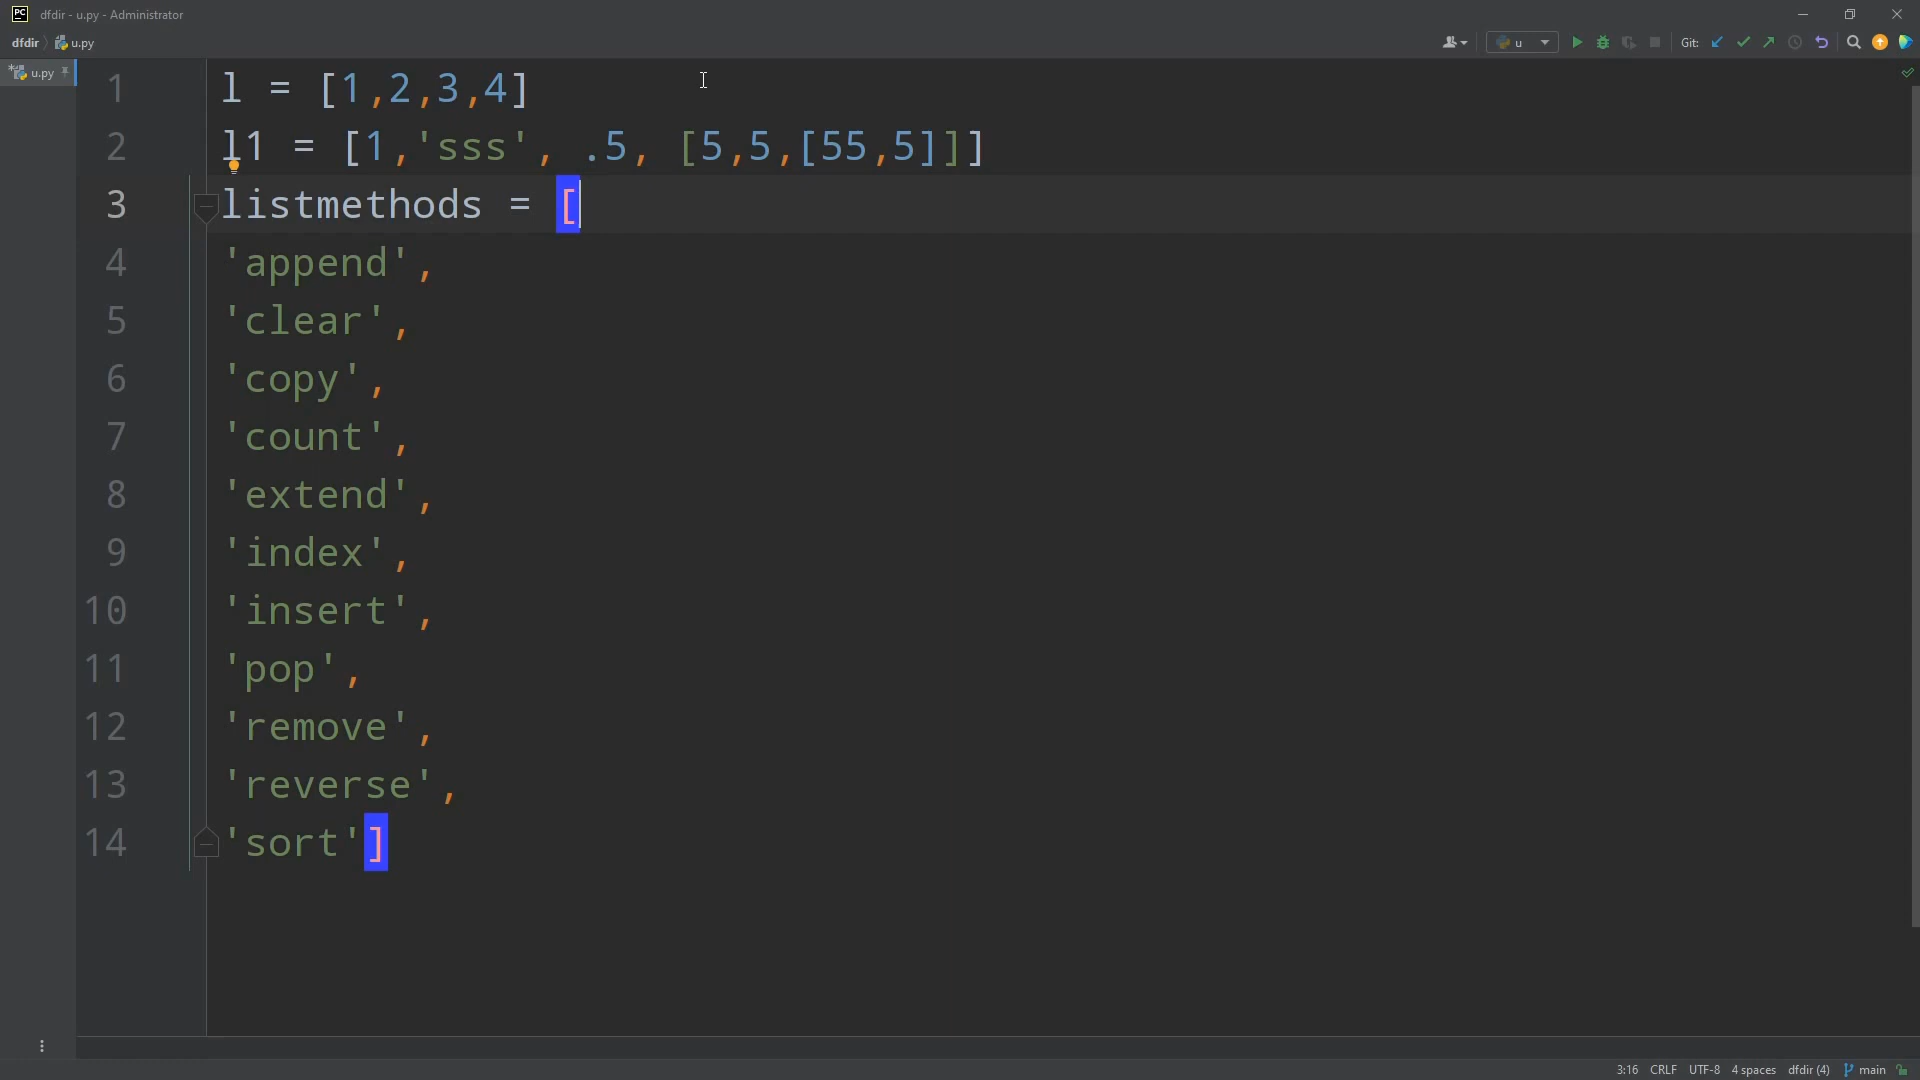 PC dfdir - u.py - Administrator
dfdir u.py u Git:
*u.py
1 l = [1,2,3,4]
2 l1 = [1,'sss', .5, [5,5,[55,5]]]
3 listmethods = [
4 'append',
5 'clear',
6 'copy',
7 'count',
8 'extend',
9 'index',
10 'insert',
11 'pop',
12 'remove',
13 'reverse',
14 'sort']
3:16 CRLF UTF-8 4 spaces dfdir (4) main